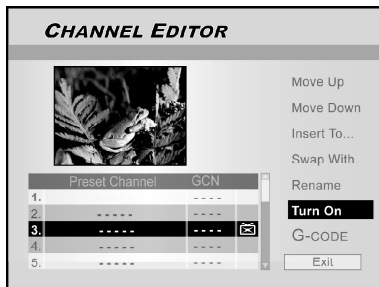 CHANNEL EDITOR
Move Up
Move Down
Insert To...
Swap With...
Rename
Turn On
G-CODE
Exit
Preset Channel GCN
1. - - - -
2. - - - - - - - - -
3. - - - - - - - - -
4. - - - - - - - - -
5. - - - - - - - - -